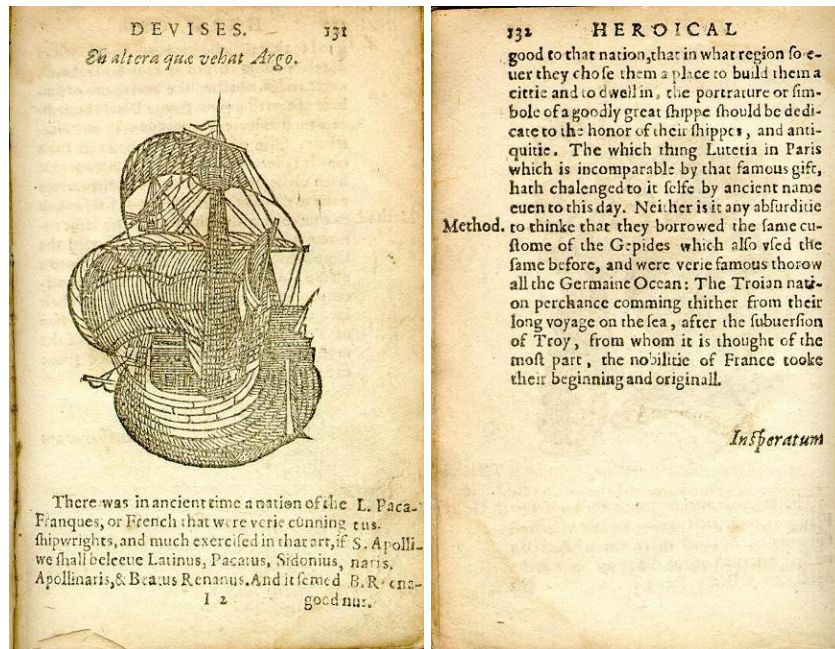 DEVISES. 131
En altera quæ vehat Argo.
There was in ancient time a nation of the L. Paca-
Franques, or French that were verie cunning tus.
ſhipwrights, and much exerciſed in that art, if S. Apolli-
we ſhall beleeue Latinus, Pacatus, Sidonius, naris.
Apollinaris, & Beatus Renanus. And it ſemed B. R ena-
I 2 good nus.
132 HEROICAL
good to that nation, that in what region ſo e-
uer they choſe them a place to build them a
cittie and to dwell in, the portrature or ſim-
bole of a goodly great ſhippe ſhould be dedi-
cate to the honor of their ſhippes, and anti-
quitie. The which thing Lutetia in Paris
which is incomparable by that famous gift,
hath chalenged to it ſelfe by ancient name
euen to this day. Neither is it any abſurditie
Method. to thinke that they borrowed the ſame cu-
ſtome of the Gepides which alſo vſed the
ſame before, and were verie famous thorow
all the Germaine Ocean: The Troian nati-
on perchance comming thither from their
long voyage on the ſea, after the ſubuerſion
of Troy, from whom it is thought of the
moſt part, the nobilitie of France tooke
their beginning and originall.
Inſperatum